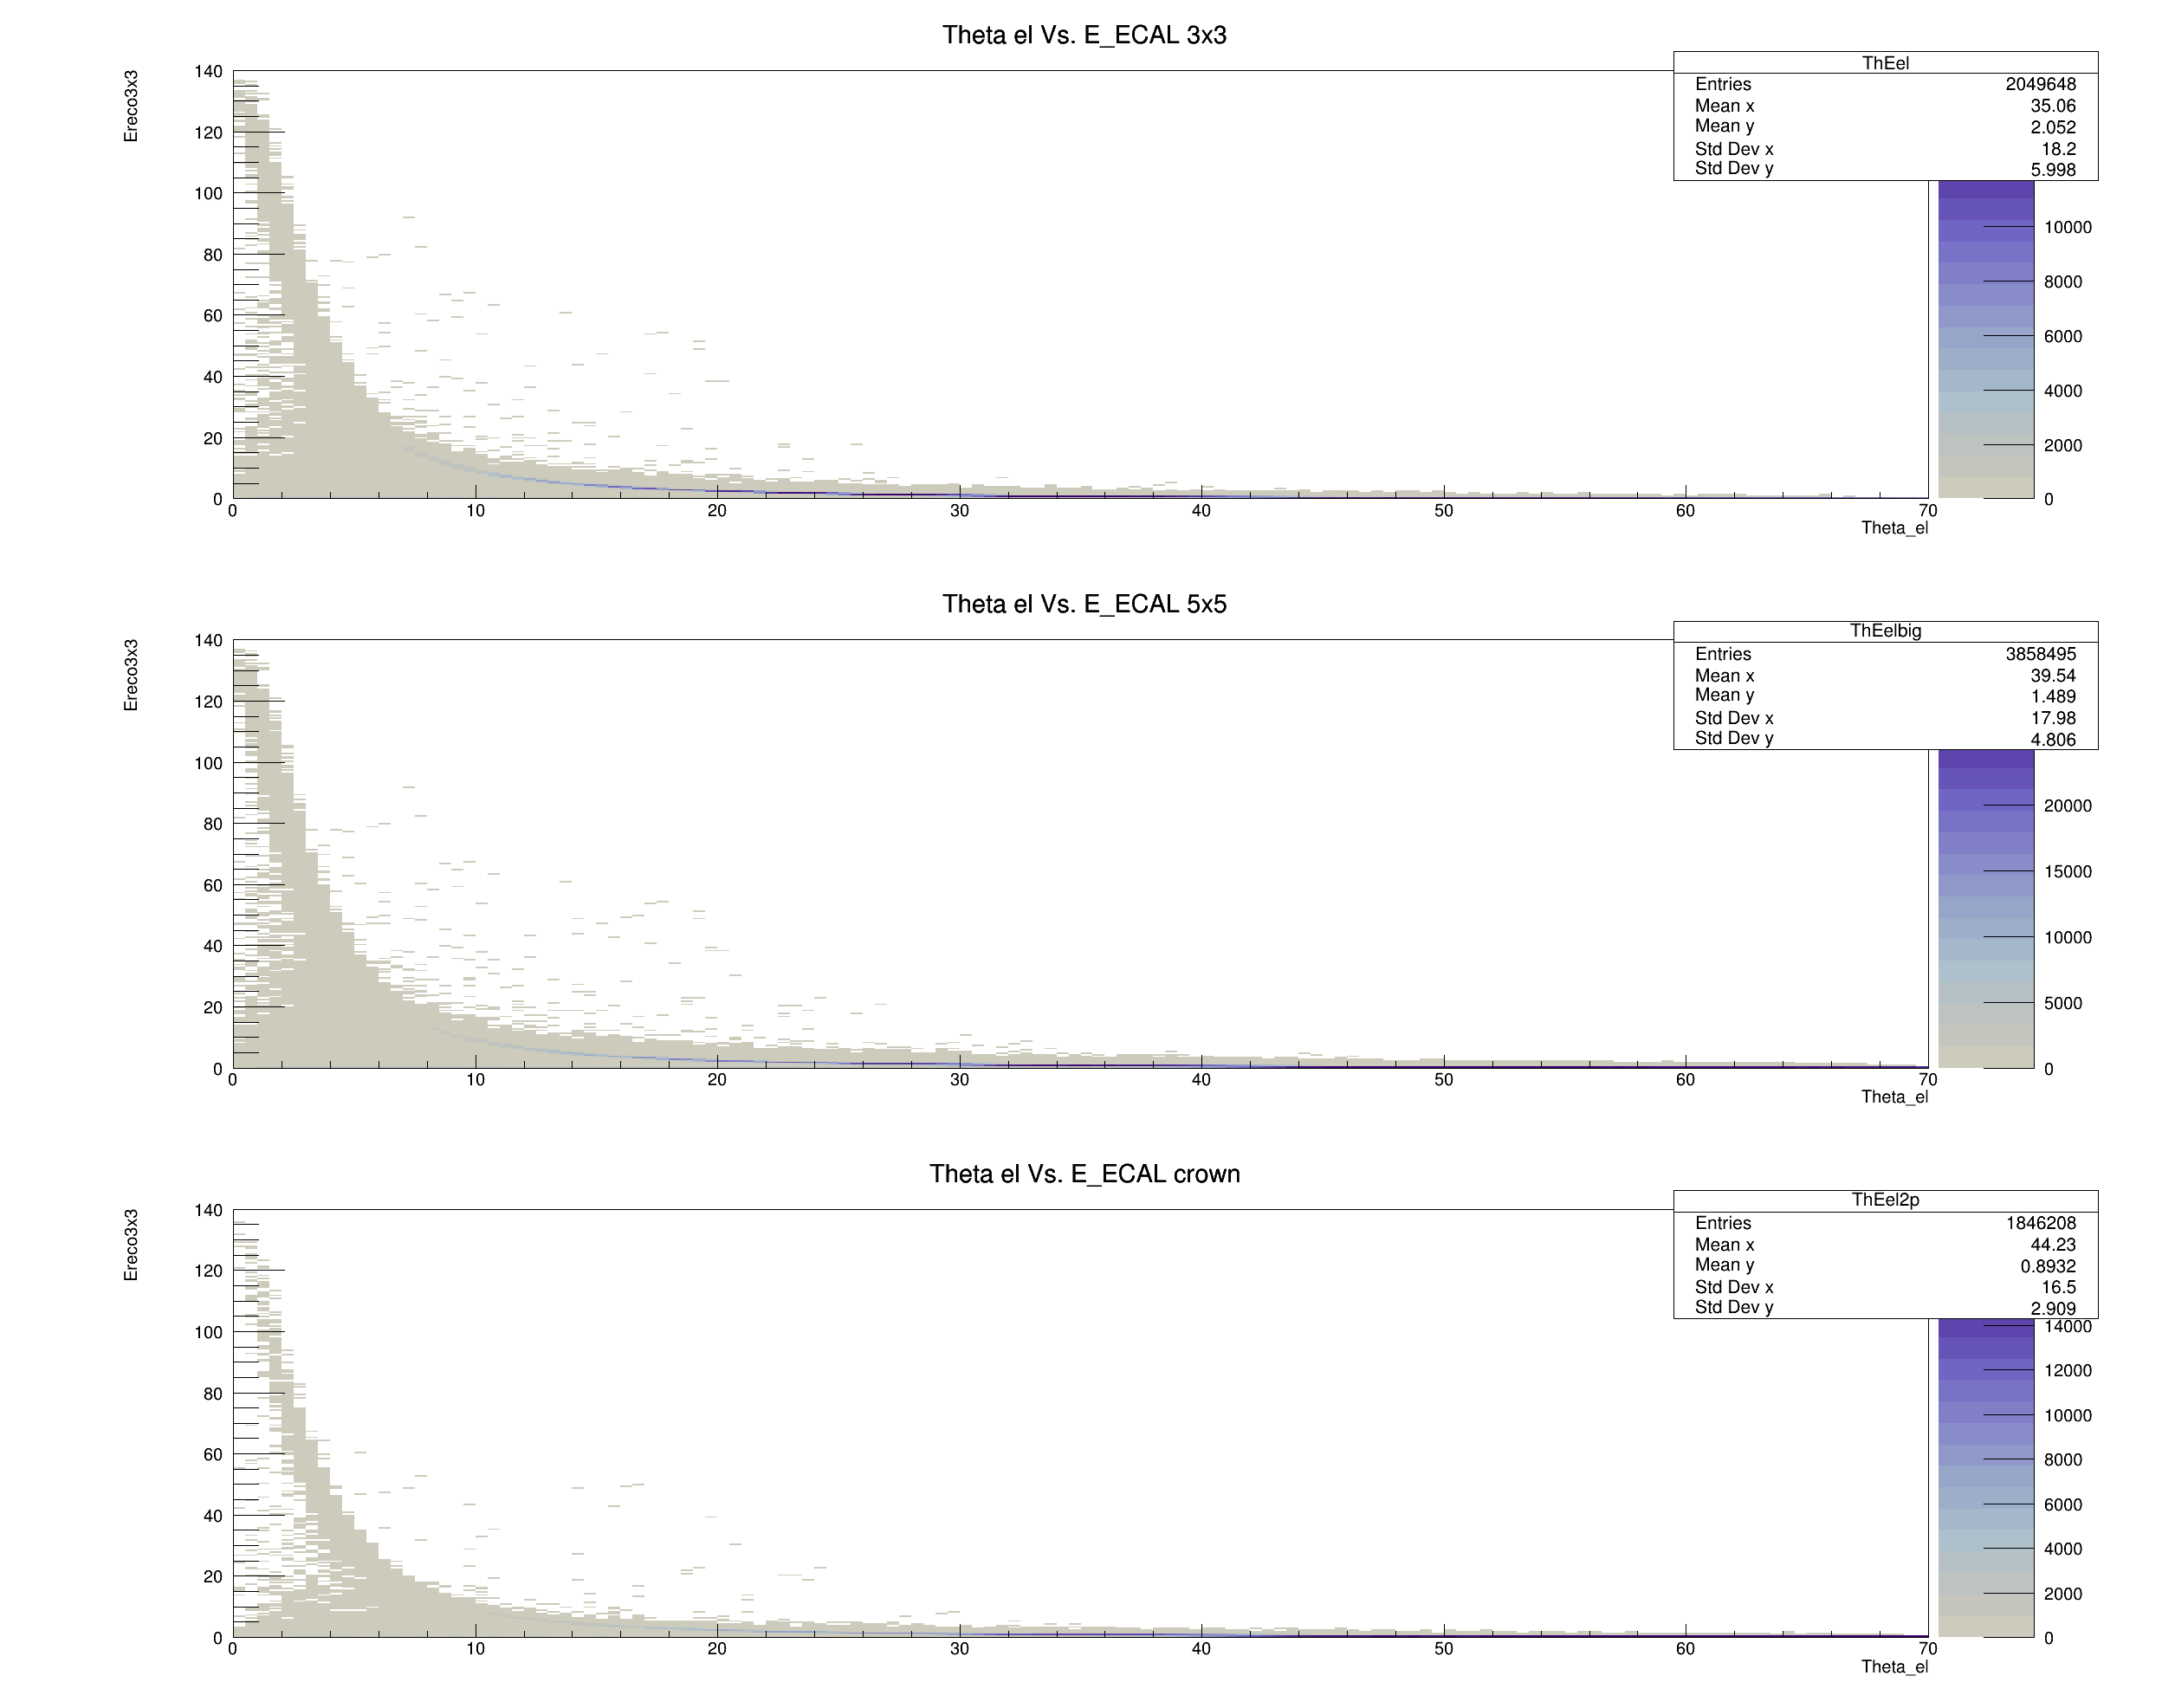 Theta el Vs. E_ECAL 3x3
Ereco3x3
140
120
100
80
60
40
20
0
0 10 20 30 40 50 60 70
Theta_el
ThEel
Entries 2049648
Mean x 35.06
Mean y 2.052
Std Dev x 18.2
Std Dev y 5.998
10000
8000
6000
4000
2000
0
Theta el Vs. E_ECAL 5x5
Ereco3x3
140
120
100
80
60
40
20
0
0 10 20 30 40 50 60 70
Theta_el
ThEelbig
Entries 3858495
Mean x 39.54
Mean y 1.489
Std Dev x 17.98
Std Dev y 4.806
20000
15000
10000
5000
0
Theta el Vs. E_ECAL crown
Ereco3x3
140
120
100
80
60
40
20
0
0 10 20 30 40 50 60 70
Theta_el
ThEel2p
Entries 1846208
Mean x 44.23
Mean y 0.8932
Std Dev x 16.5
Std Dev y 2.909
14000
12000
10000
8000
6000
4000
2000
0